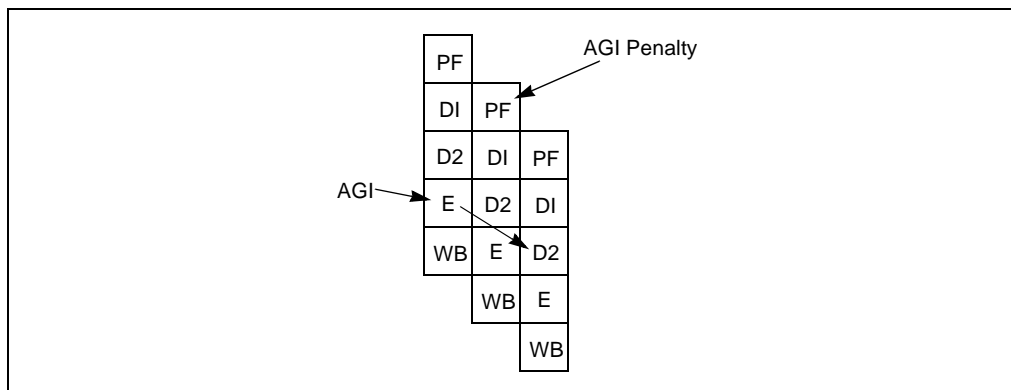 AGI Penalty
PF
DI PF
D2 DI PF
AGI E D2 DI
WB E D2
WB E
WB